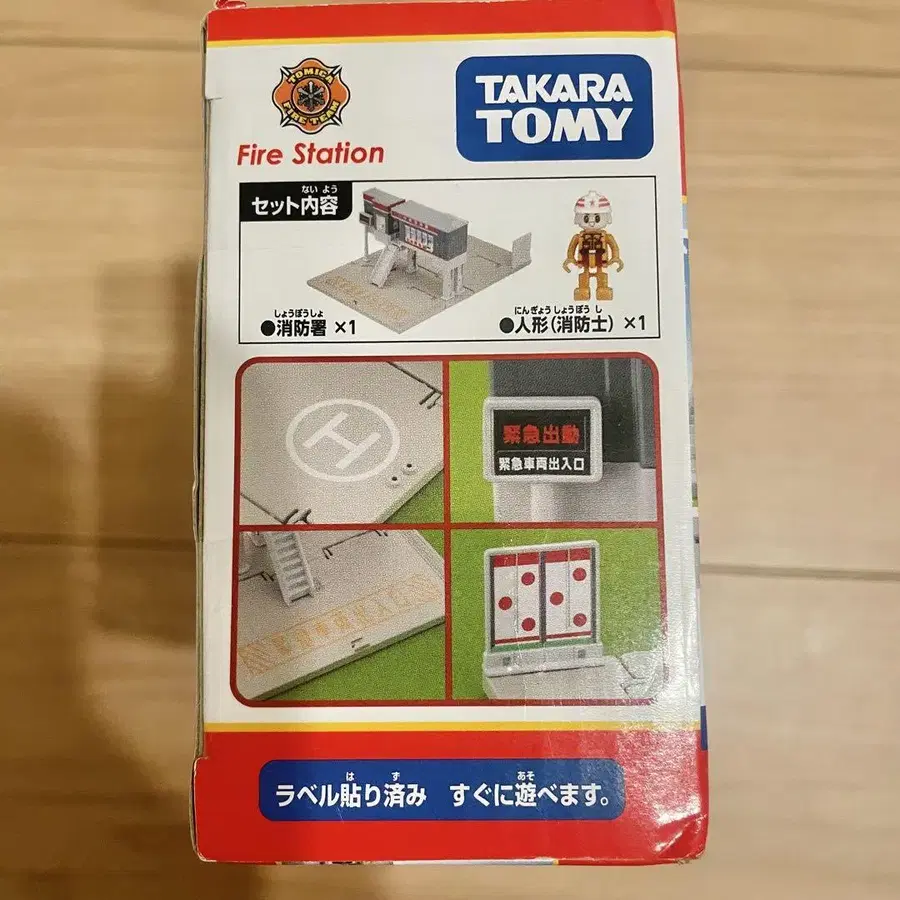 TOMICA
FIRE TEAM
Fire Station
TAKARA
TOMY
ないよう
セット内容
しょうぼうしょ
●消防署 ×1
にんぎょう しょうぼう し
●人形(消防士) ×1
H
緊急出動
緊急車両出入口
は ず
あそ
ラベル貼り済み すぐに遊べます。